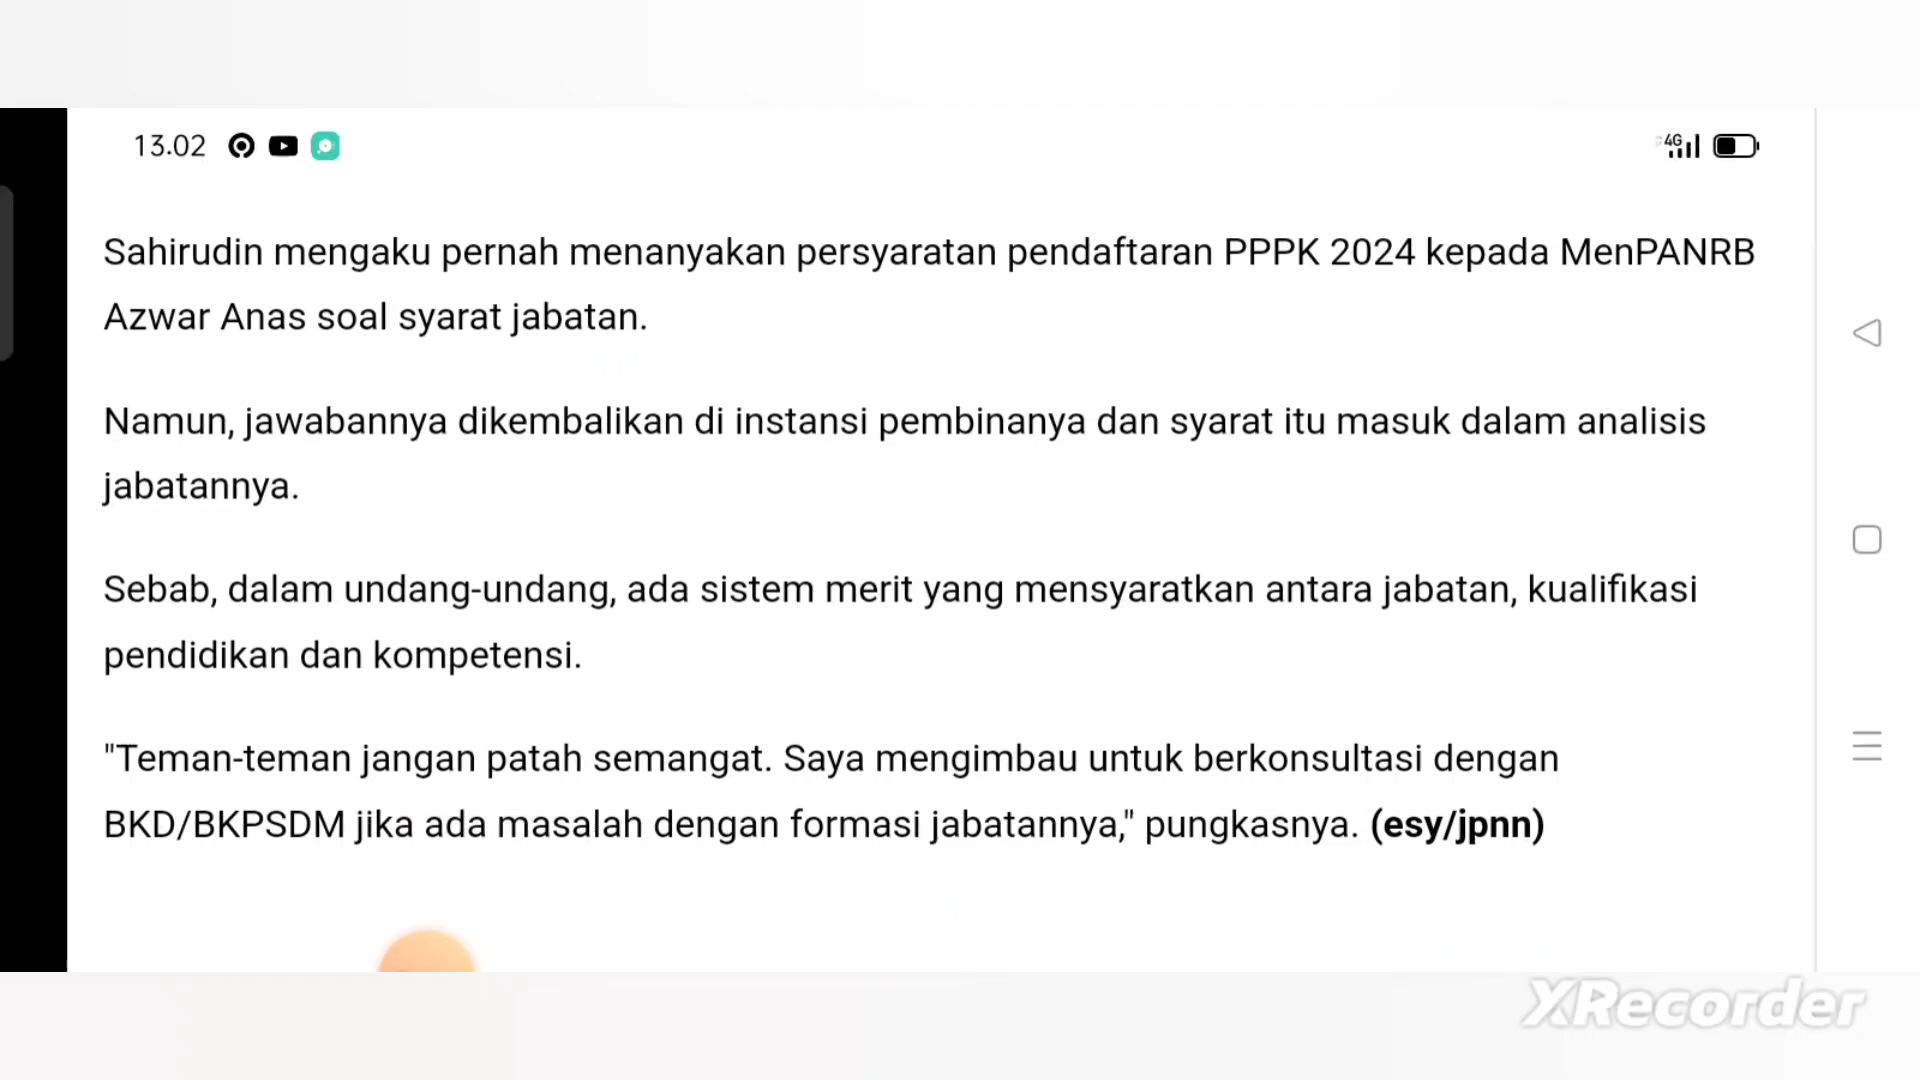 13.02
4G
Sahirudin mengaku pernah menanyakan persyaratan pendaftaran PPPK 2024 kepada MenPANRB
Azwar Anas soal syarat jabatan.
Namun, jawabannya dikembalikan di instansi pembinanya dan syarat itu masuk dalam analisis
jabatannya.
Sebab, dalam undang-undang, ada sistem merit yang mensyaratkan antara jabatan, kualifikasi
pendidikan dan kompetensi.
"Teman-teman jangan patah semangat. Saya mengimbau untuk berkonsultasi dengan
BKD/BKPSDM jika ada masalah dengan formasi jabatannya," pungkasnya. (esy/jpnn)
XRecorder